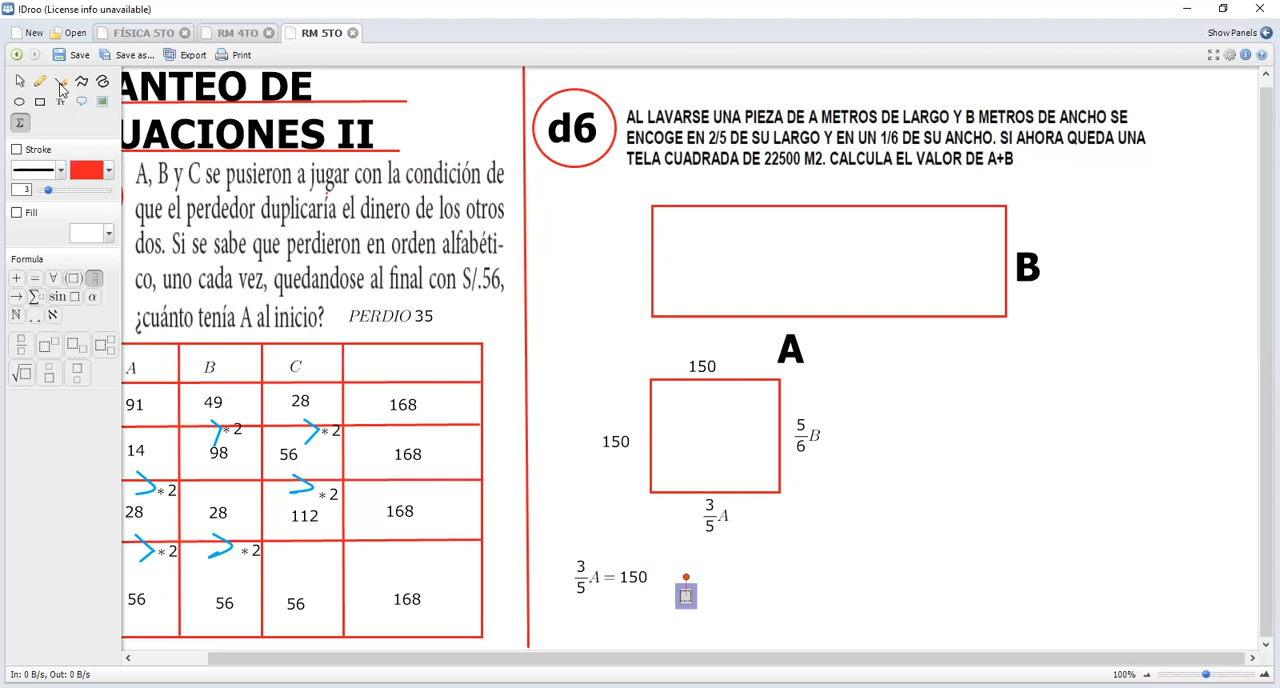 IDroo (License info unavailable)
New Open FÍSICA 5TO RM 4TO RM 5TO Show Panels
Save Save as... Export Print
Tr
Σ
Stroke
3
Fill
Formula
+ = ∀ (□)
→ Σ sin □ α
ℕ ℵ
ANTEO DE
UACIONES II
A, B y C se pusieron a jugar con la condición de
que el perdedor duplicaría el dinero de los otros
dos. Si se sabe que perdieron en orden alfabéti-
co, uno cada vez, quedandose al final con S/.56,
¿cuánto tenía A al inicio? PERDIO 35
A B C
91 49 28 168
*2 *2
14 98 56 168
*2 *2
28 28 112 168
*2 *2
56 56 56 168
d6
AL LAVARSE UNA PIEZA DE A METROS DE LARGO Y B METROS DE ANCHO SE
ENCOGE EN 2/5 DE SU LARGO Y EN UN 1/6 DE SU ANCHO. SI AHORA QUEDA UNA
TELA CUADRADA DE 22500 M2. CALCULA EL VALOR DE A+B
B
A
150
150
5/6 B
3/5 A
3/5 A = 150
In: 0 B/s, Out: 0 B/s 100%